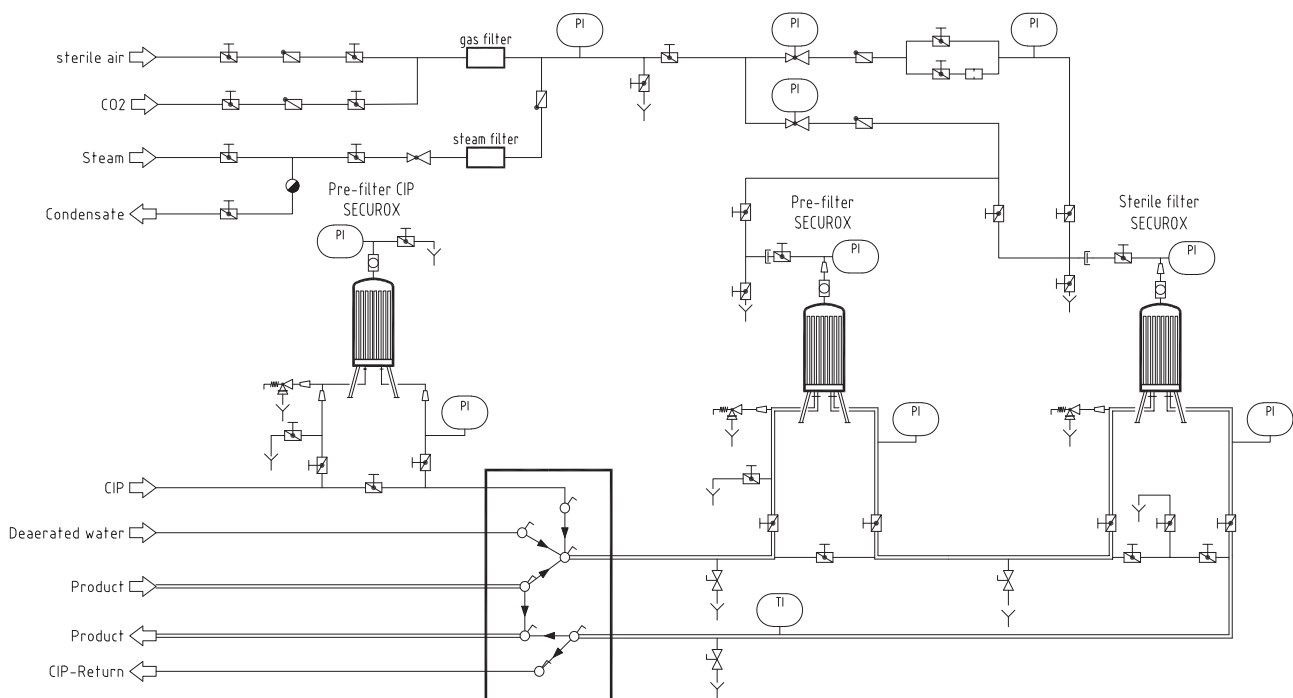 PI
PI
PI
gas filter
sterile air
PI
CO2
steam filter
Steam
Pre-filter CIP
SECUROX
Pre-filter
SECUROX
Sterile filter
SECUROX
Condensate
PI
PI
PI
PI
PI
PI
CIP
Deaerated water
Product
TI
Product
CIP-Return